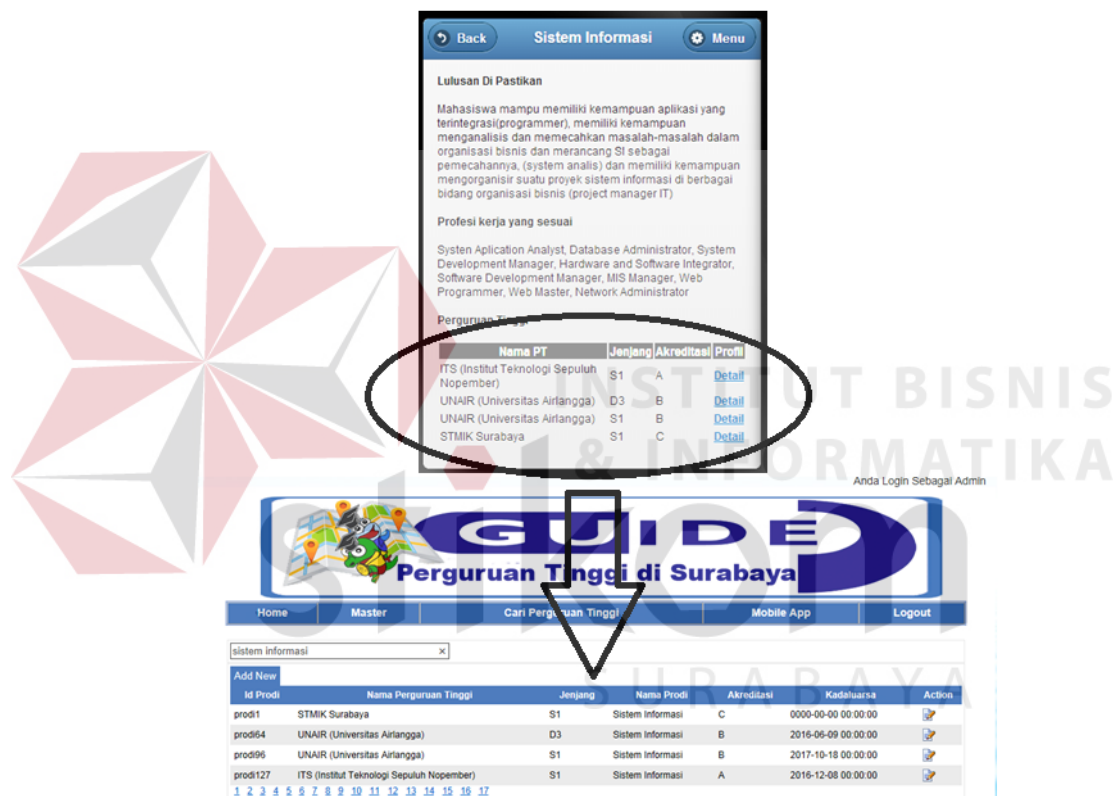 Back Sistem Informasi Menu
Lulusan Di Pastikan
Mahasiswa mampu memiliki kemampuan aplikasi yang
terintegrasi(programmer), memiliki kemampuan
menganalisis dan memecahkan masalah-masalah dalam
organisasi bisnis dan merancang SI sebagai
pemecahannya, (system analis) dan memiliki kemampuan
mengorganisir suatu proyek sistem informasi di berbagai
bidang organisasi bisnis (project manager IT)
Profesi kerja yang sesuai
Systen Aplication Analyst, Database Administrator, System
Development Manager, Hardware and Software Integrator,
Software Development Manager, MIS Manager, Web
Programmer, Web Master, Network Administrator
Perguruan Tinggi
Nama PT Jenjang Akreditasi Profil
ITS (Institut Teknologi Sepuluh
Nopember) S1 A Detail
UNAIR (Universitas Airlangga) D3 B Detail
UNAIR (Universitas Airlangga) S1 B Detail
STMIK Surabaya S1 C Detail
INSTITUT BISNIS
& INFORMATIKA
stikom
SURABAYA
Anda Login Sebagai Admin
GUIDE
Perguruan Tinggi di Surabaya
Home Master Cari Perguruan Tinggi Mobile App Logout
sistem informasi ×
Add New
Id Prodi Nama Perguruan Tinggi Jenjang Nama Prodi Akreditasi Kadaluarsa Action
prodi1 STMIK Surabaya S1 Sistem Informasi C 0000-00-00 00:00:00
prodi64 UNAIR (Universitas Airlangga) D3 Sistem Informasi B 2016-06-09 00:00:00
prodi96 UNAIR (Universitas Airlangga) S1 Sistem Informasi B 2017-10-18 00:00:00
prodi127 ITS (Institut Teknologi Sepuluh Nopember) S1 Sistem Informasi A 2016-12-08 00:00:00
1 2 3 4 5 6 7 8 9 10 11 12 13 14 15 16 17